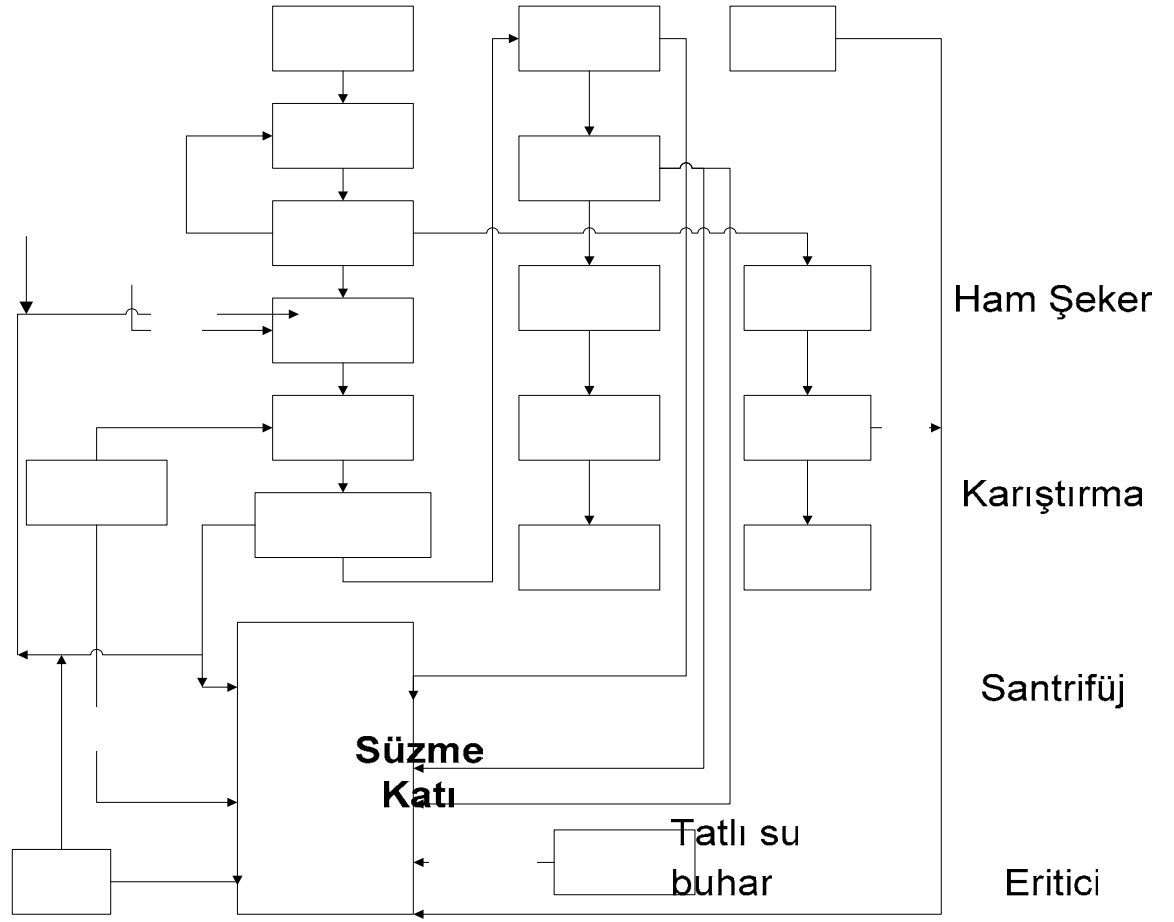 Ham Şeker
Karıştırma
Santrifüj
Süzme
Katı
Tatlı su
buhar
Eritici